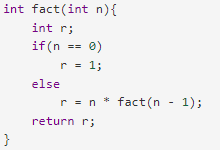 int fact(int n){
    int r;
    if(n == 0)
        r = 1;
    else
        r = n * fact(n - 1);
    return r;
}